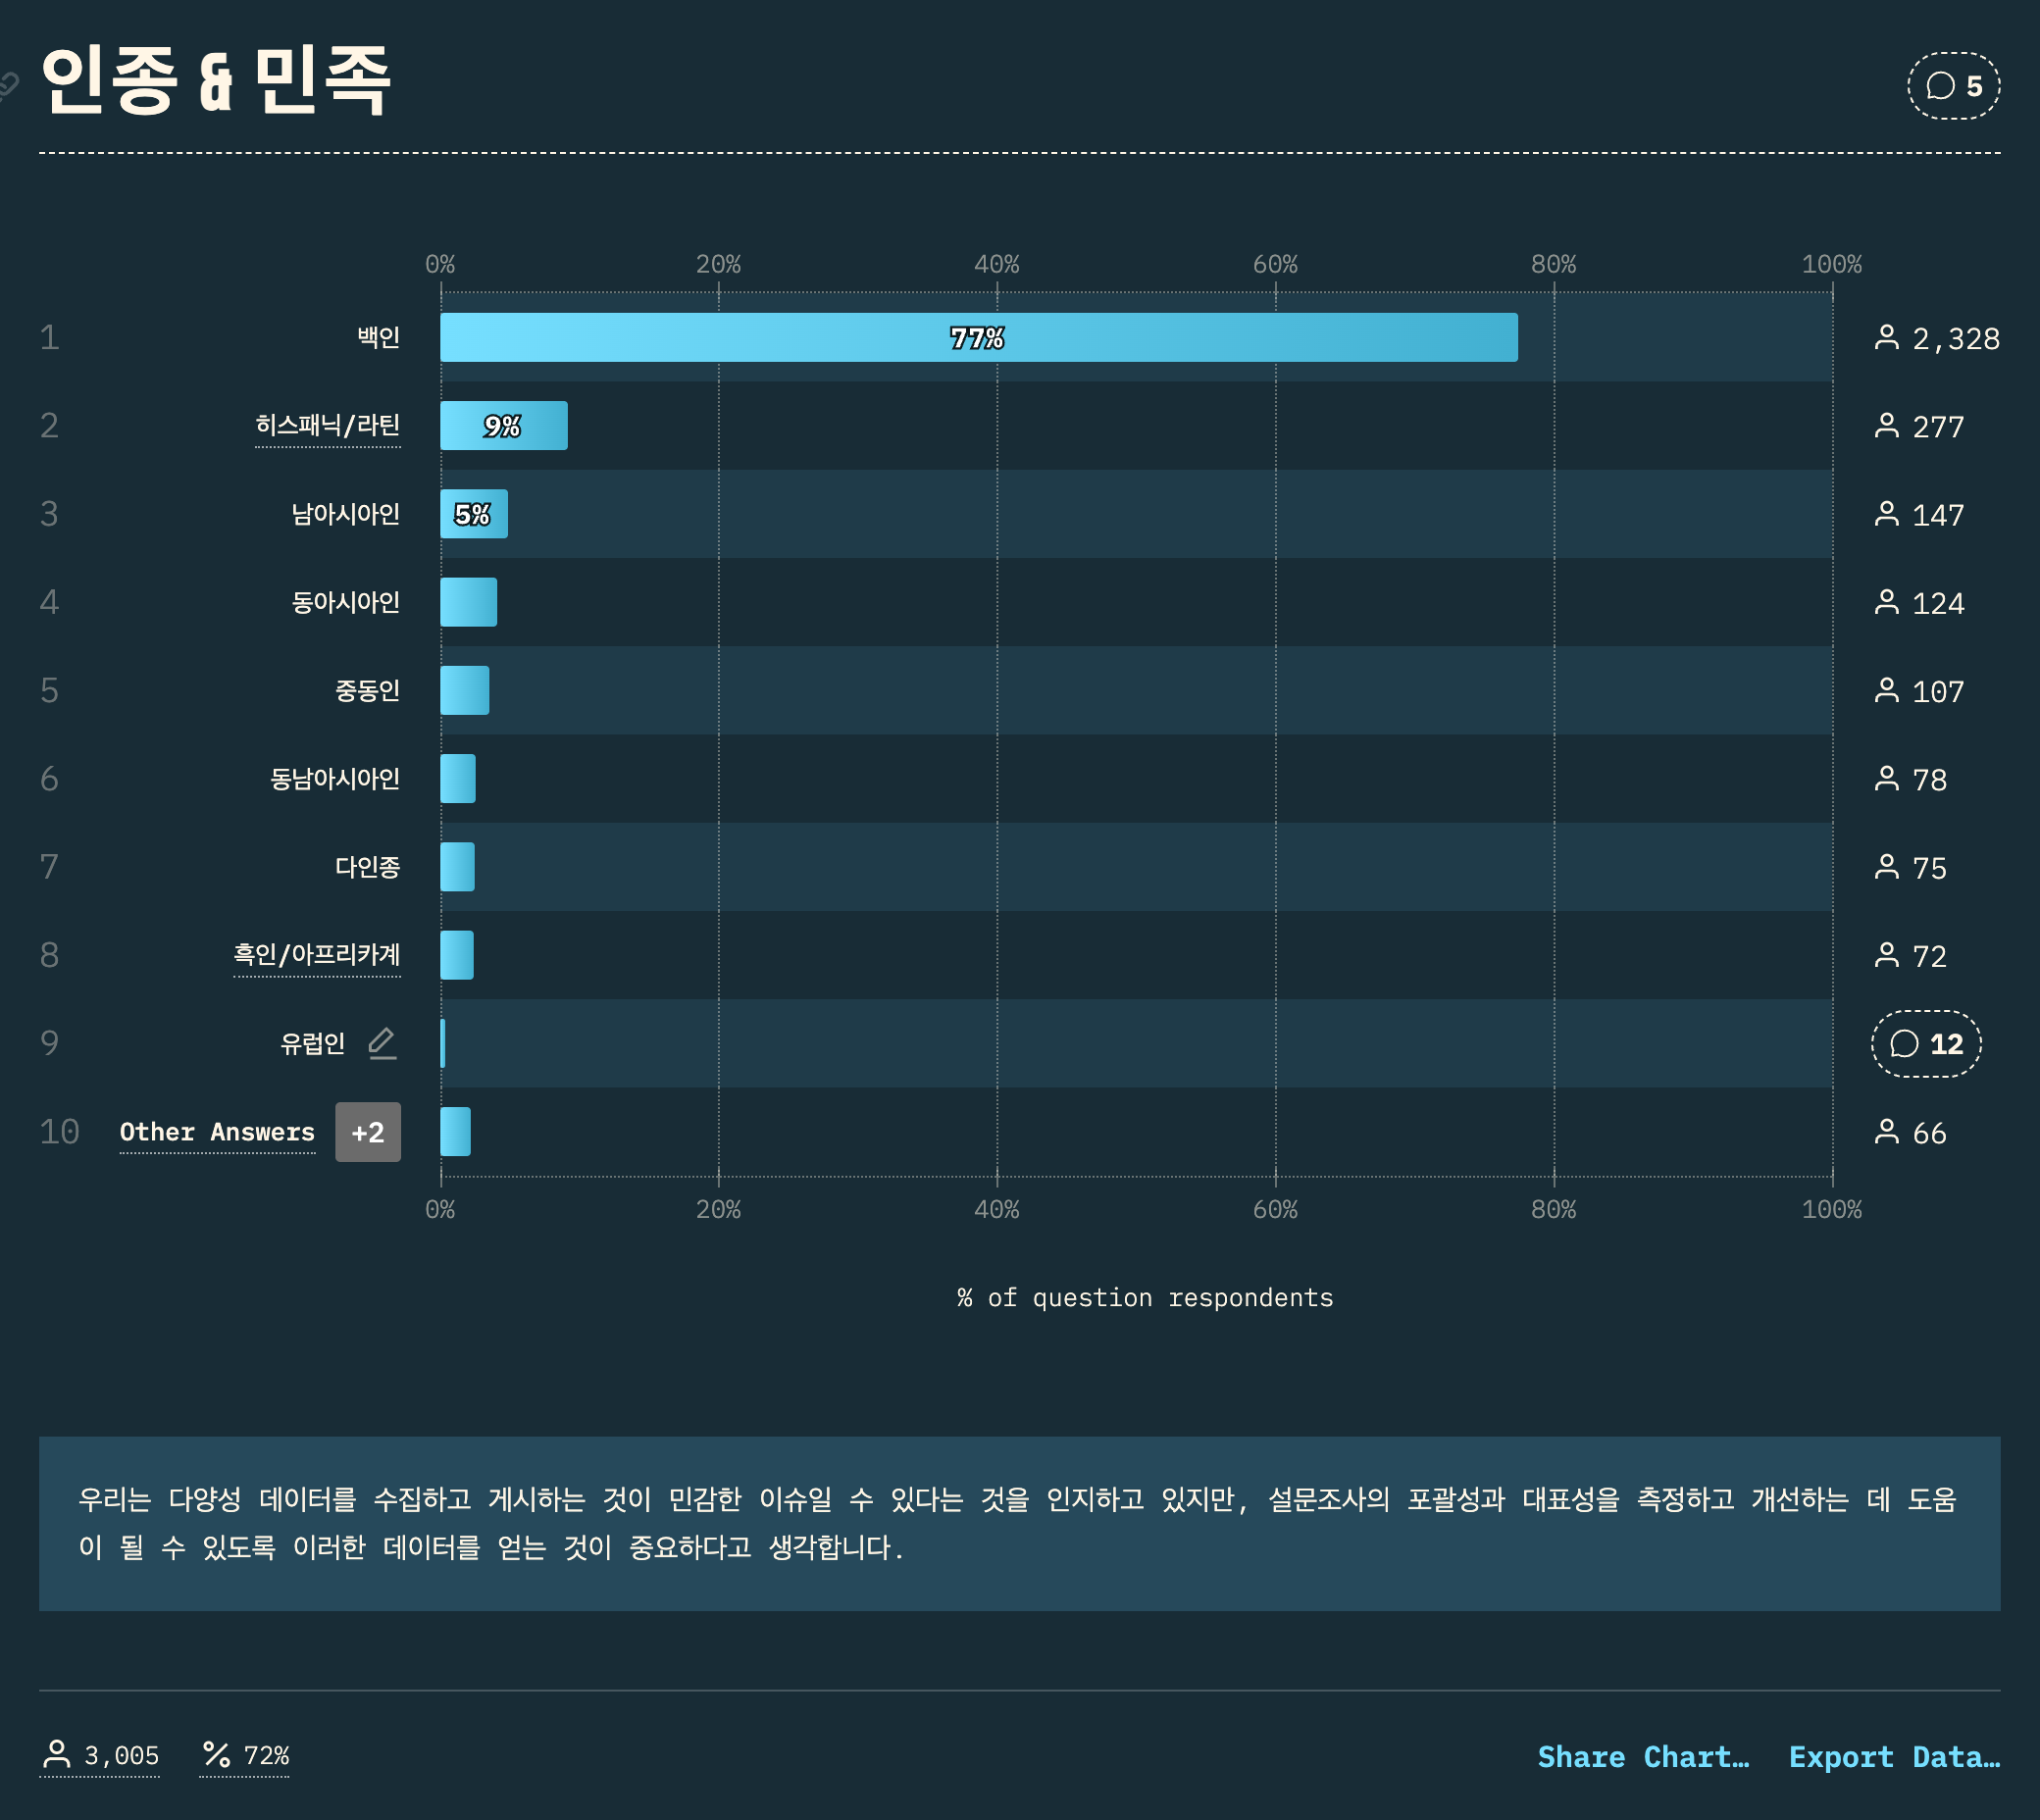 인종 & 민족
5
0% 20% 40% 60% 80% 100%
1 백인 77% 2,328
2 히스패닉/라틴 9% 277
3 남아시아인 5% 147
4 동아시아인 124
5 중동인 107
6 동남아시아인 78
7 다인종 75
8 흑인/아프리카계 72
9 유럽인 12
10 Other Answers +2 66
0% 20% 40% 60% 80% 100%
% of question respondents
우리는 다양성 데이터를 수집하고 게시하는 것이 민감한 이슈일 수 있다는 것을 인지하고 있지만, 설문조사의 포괄성과 대표성을 측정하고 개선하는 데 도움
이 될 수 있도록 이러한 데이터를 얻는 것이 중요하다고 생각합니다.
3,005 % 72% Share Chart… Export Data…